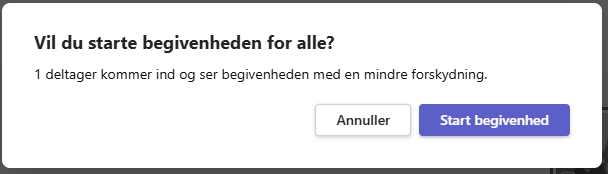 Vil du starte begivenheden for alle?
1 deltager kommer ind og ser begivenheden med en mindre forskydning.
Annuller
Start begivenhed